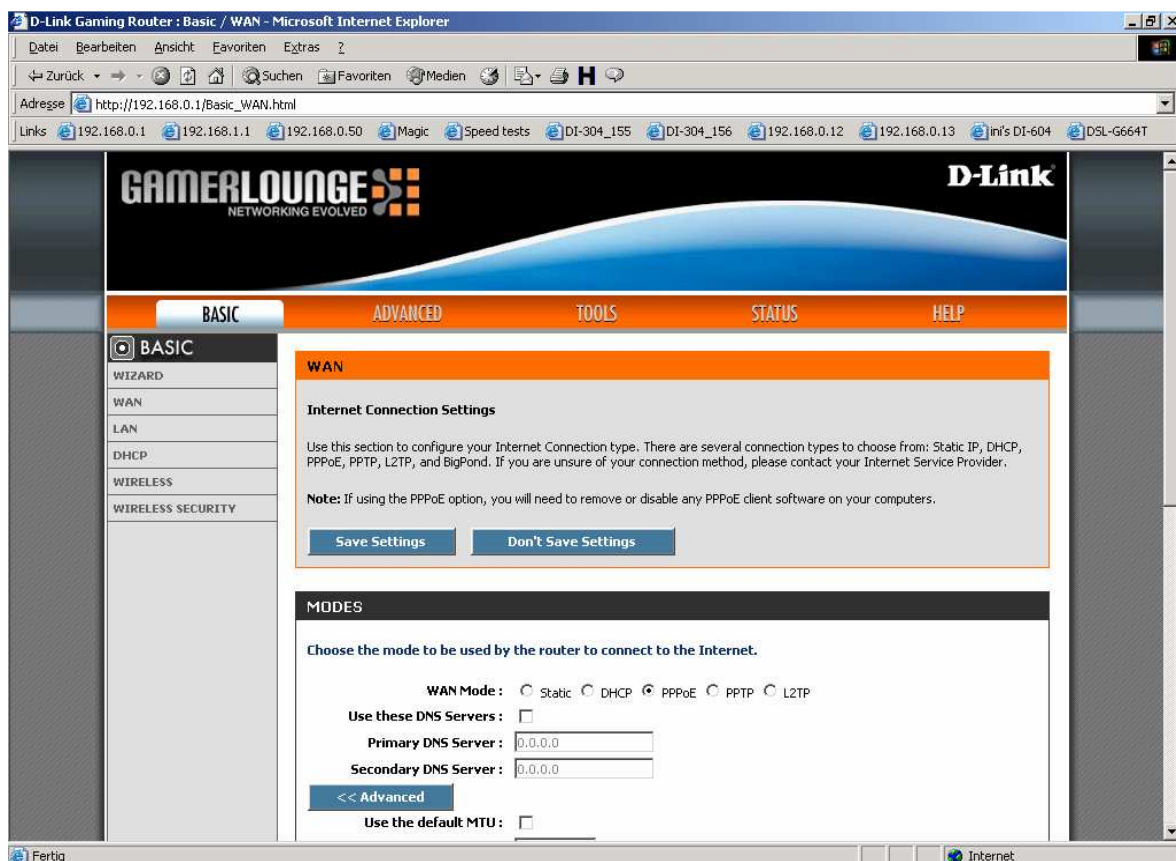 D-Link Gaming Router : Basic / WAN - Microsoft Internet Explorer
Datei Bearbeiten Ansicht Favoriten Extras ?
Zurück Suchen Favoriten Medien H
Adresse http://192.168.0.1/Basic_WAN.html
Links 192.168.0.1 192.168.1.1 192.168.0.50 Magic Speed tests DI-304_155 DI-304_156 192.168.0.12 192.168.0.13 ini's DI-604 DSL-G664T
GAMERLOUNGE
NETWORKING EVOLVED
D-Link
BASIC ADVANCED TOOLS STATUS HELP
BASIC
WIZARD
WAN
LAN
DHCP
WIRELESS
WIRELESS SECURITY
WAN
Internet Connection Settings
Use this section to configure your Internet Connection type. There are several connection types to choose from: Static IP, DHCP,
PPPoE, PPTP, L2TP, and BigPond. If you are unsure of your connection method, please contact your Internet Service Provider.
Note: If using the PPPoE option, you will need to remove or disable any PPPoE client software on your computers.
Save Settings Don't Save Settings
MODES
Choose the mode to be used by the router to connect to the Internet.
WAN Mode : Static DHCP PPPoE PPTP L2TP
Use these DNS Servers :
Primary DNS Server : 0.0.0.0
Secondary DNS Server : 0.0.0.0
<< Advanced
Use the default MTU :
Fertig Internet